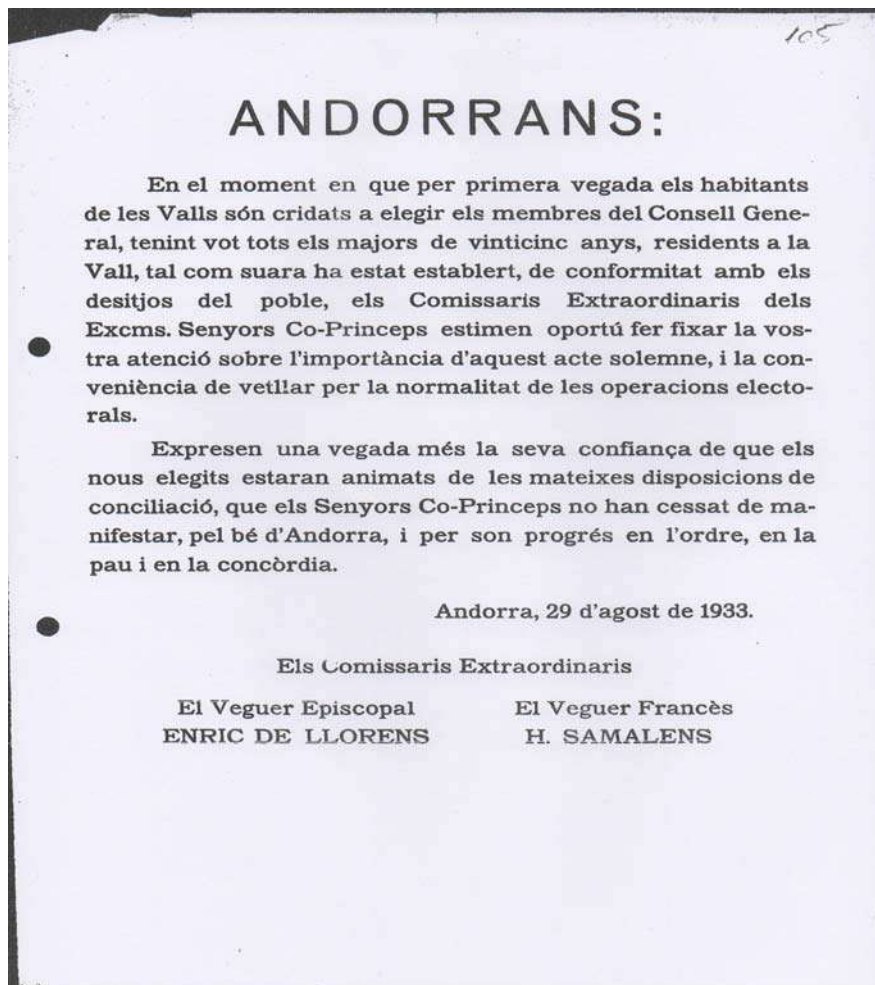 105
ANDORRANS:
En el moment en que per primera vegada els habitants
de les Valls són cridats a elegir els membres del Consell Gene-
ral, tenint vot tots els majors de vinticinc anys, residents a la
Vall, tal com suara ha estat establert, de conformitat amb els
desitjos del poble, els Comissaris Extraordinaris dels
Excms. Senyors Co-Princeps estimen oportú fer fixar la vos-
tra atenció sobre l'importància d'aquest acte solemne, i la con-
veniència de vetllar per la normalitat de les operacions electo-
rals.
Expresen una vegada més la seva confiança de que els
nous elegits estaran animats de les mateixes disposicions de
conciliació, que els Senyors Co-Princeps no han cessat de ma-
nifestar, pel bé d'Andorra, i per son progrés en l'ordre, en la
pau i en la concòrdia.
Andorra, 29 d'agost de 1933.
Els Comissaris Extraordinaris
El Veguer Episcopal El Veguer Francès
ENRIC DE LLORENS H. SAMALENS